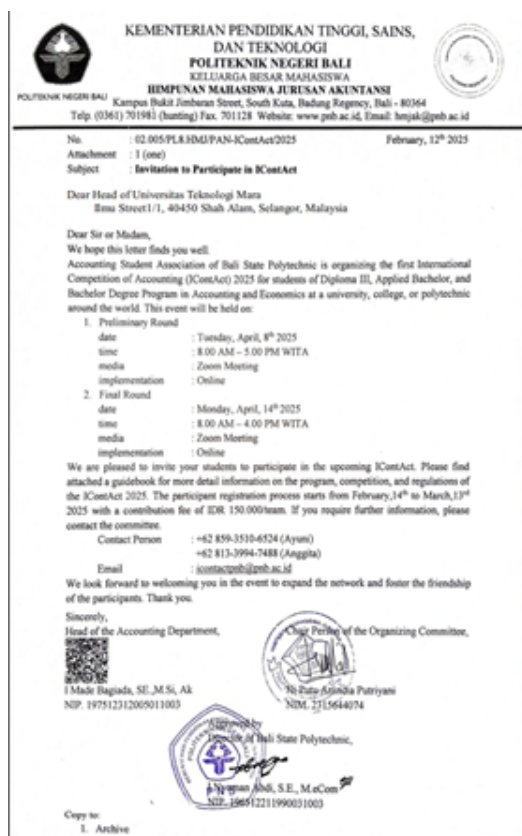 KEMENTERIAN PENDIDIKAN TINGGI, SAINS,
DAN TEKNOLOGI
POLITEKNIK NEGERI BALI
KELUARGA BESAR MAHASISWA
HIMPUNAN MAHASISWA JURUSAN AKUNTANSI
POLITEKNIK NEGERI BALI
Kampus Bukit Jimbaran Street, South Kuta, Badung Regency, Bali - 80364
Telp. (0361) 701981 (hunting) Fax. 701128 Website: www.pnb.ac.id, Email: hmjak@pnb.ac.id
No. : 02.005/PL8.HMJ/PAN-IContAct/2025 February, 12th 2025
Attachment : 1 (one)
Subject : Invitation to Participate in IContAct
Dear Head of Universitas Teknologi Mara
Ilmu Street1/1, 40450 Shah Alam, Selangor, Malaysia
Dear Sir or Madam,
We hope this letter finds you well.
Accounting Student Association of Bali State Polytechnic is organizing the first International
Competition of Accounting (IContAct) 2025 for students of Diploma III, Applied Bachelor, and
Bachelor Degree Program in Accounting and Economics at a university, college, or polytechnic
around the world. This event will be held on:
1. Preliminary Round
date : Tuesday, April, 8th 2025
time : 8.00 AM – 5.00 PM WITA
media : Zoom Meeting
implementation : Online
2. Final Round
date : Monday, April, 14th 2025
time : 8.00 AM – 4.00 PM WITA
media : Zoom Meeting
implementation : Online
We are pleased to invite your students to participate in the upcoming IContAct. Please find
attached a guidebook for more detail information on the program, competition, and regulations of
the IContAct 2025. The participant registration process starts from February,14th to March,13rd
2025 with a contribution fee of IDR 150.000/team. If you require further information, please
contact the committee.
Contact Person : +62 859-3510-6524 (Ayuni)
+62 813-3994-7488 (Anggita)
Email : icontactpnb@pnb.ac.id
We look forward to welcoming you in the event to expand the network and foster the friendship
of the participants. Thank you.
Sincerely,
Head of the Accounting Department, Chair Person of the Organizing Committee,
I Made Bagiada, SE.,M.Si, Ak Ni Putu Arindia Putriyani
NIP. 197512312005011003 NIM. 2315644074
Approved by
Director of Bali State Polytechnic,
I Nyoman Abdi, S.E., M.eCom
NIP. 196512211990031003
Copy to:
1. Archive